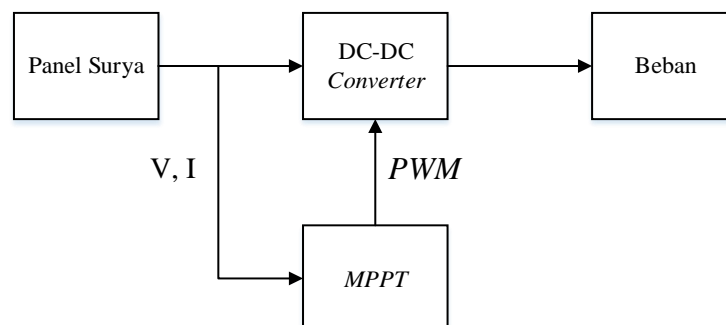 Panel Surya
DC-DC
Converter
Beban
V, I
PWM
MPPT